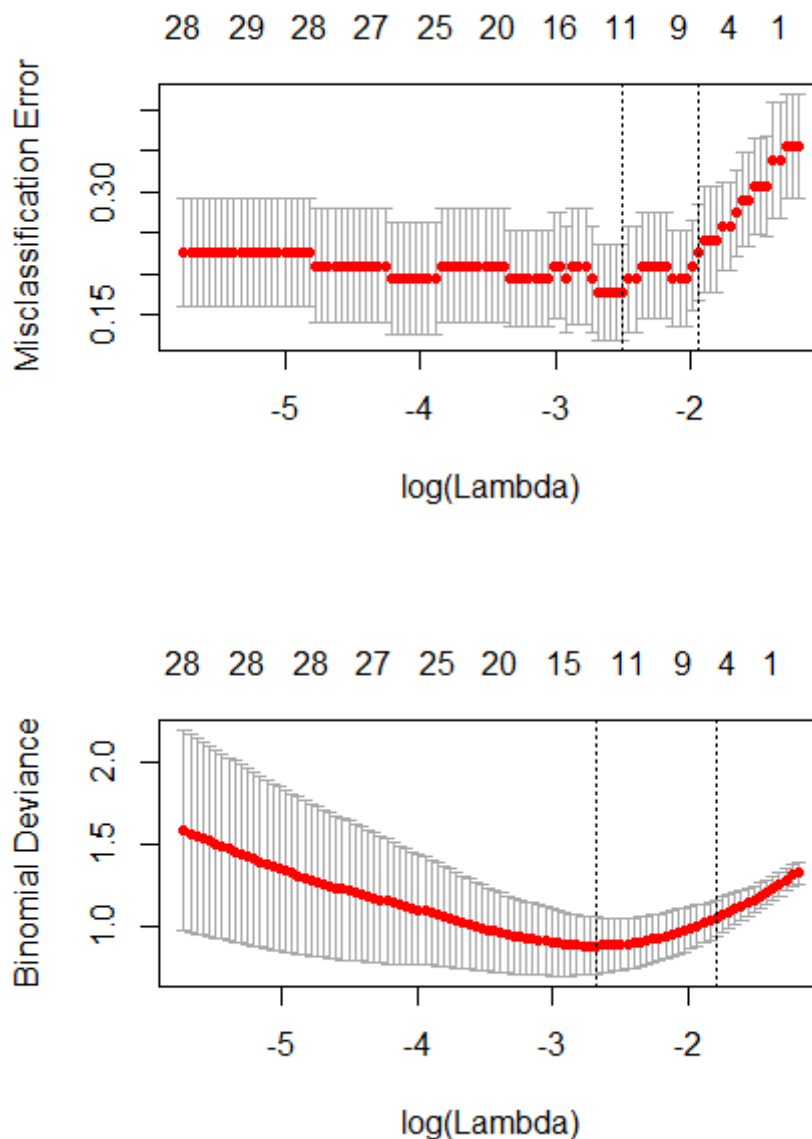 28 29 28 27 25 20 16 11 9 4 1
Misclassification Error
0.30
0.15
-5 -4 -3 -2
log(Lambda)
28 28 28 27 25 20 15 11 9 4 1
Binomial Deviance
2.0
1.5
1.0
-5 -4 -3 -2
log(Lambda)